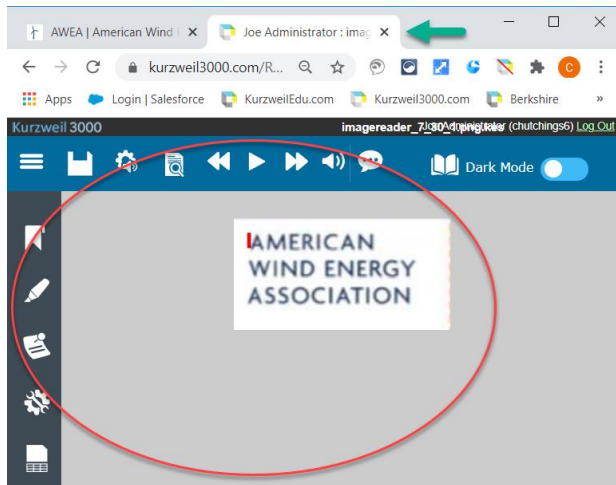 AWEA | American Wind
Joe Administrator : imag
kurzweil3000.com/R...
C
Apps
Login | Salesforce
KurzweilEdu.com
Kurzweil3000.com
Berkshire
»
Kurzweil 3000
(chutchings6) Log Out
Dark Mode
AMERICAN
WIND ENERGY
ASSOCIATION